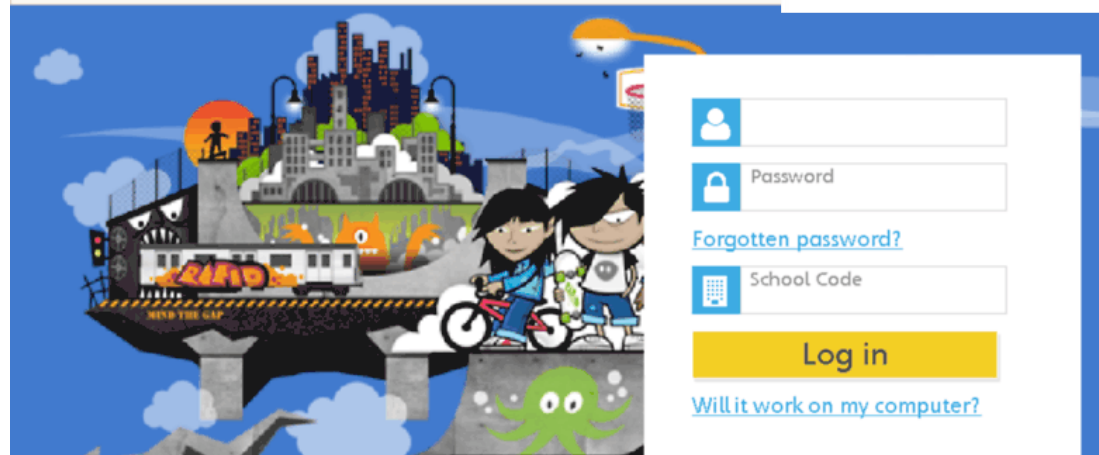 MIND THE GAP
Password
Forgotten password?
School Code
Log in
Will it work on my computer?